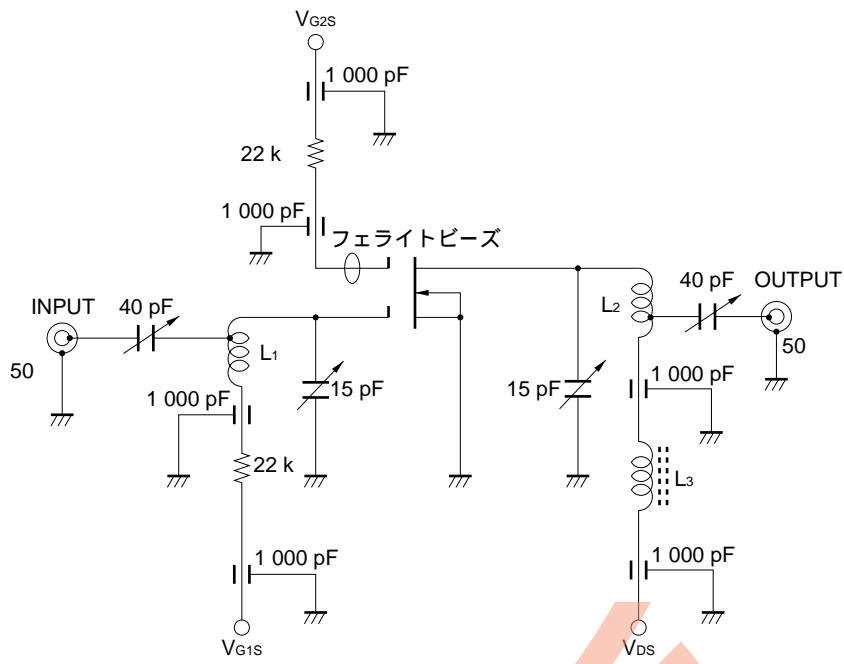 VG2S
1 000 pF
22 k
1 000 pF
フェライトビーズ
INPUT
40 pF
L1
50
15 pF
1 000 pF
22 k
1 000 pF
VG1S
L2
40 pF
OUTPUT
50
15 pF
1 000 pF
L3
1 000 pF
VDS